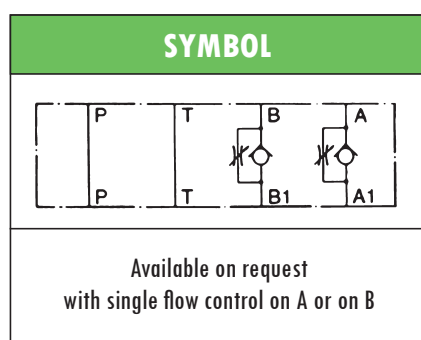 SYMBOL
P T B A
P T B1 A1
Available on request
with single flow control on A or on B